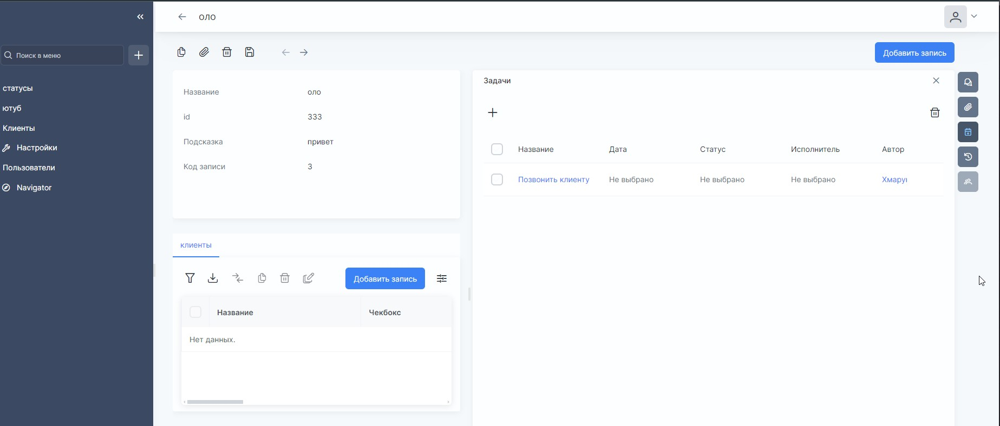 оло
Поиск в меню
статусы
ютуб
Клиенты
Настройки
Пользователи
Navigator
Добавить запись
Название оло
id 333
Подсказка привет
Код записи 3
клиенты
Добавить запись
Название Чекбокс
Нет данных.
Задачи
Название Дата Статус Исполнитель Автор
Позвонить клиенту Не выбрано Не выбрано Не выбрано